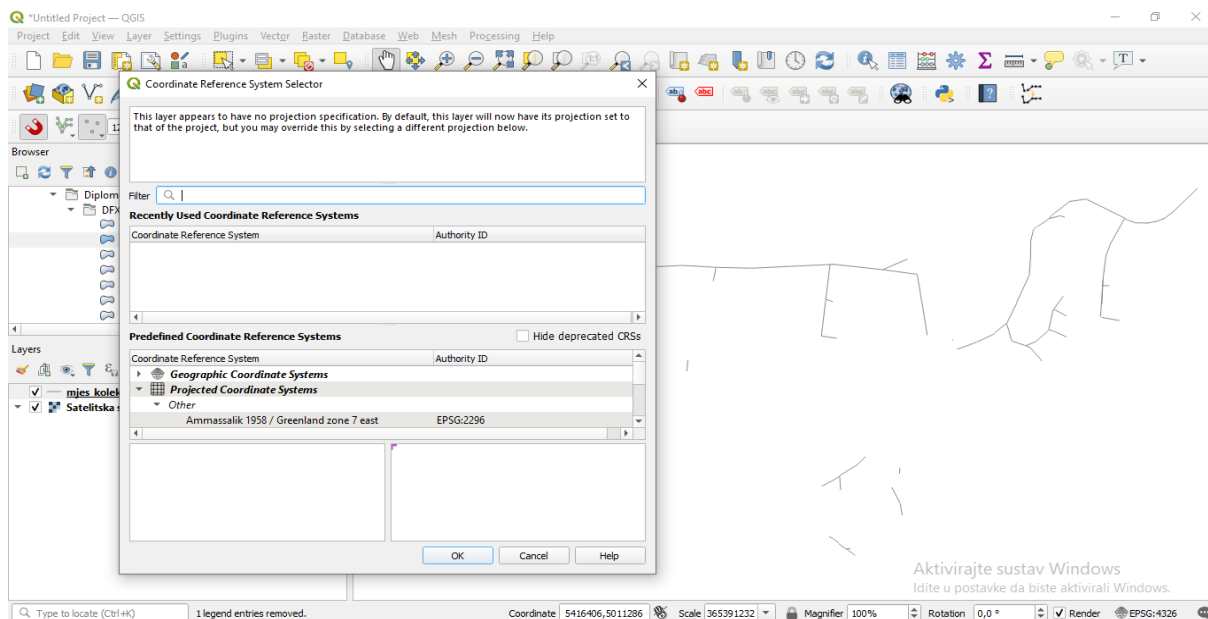 *Untitled Project — QGIS
Project Edit View Layer Settings Plugins Vector Raster Database Web Mesh Processing Help
Coordinate Reference System Selector
This layer appears to have no projection specification. By default, this layer will now have its projection set to
that of the project, but you may override this by selecting a different projection below.
Browser
Filter
Diplom
DFX
Recently Used Coordinate Reference Systems
Coordinate Reference System Authority ID
Predefined Coordinate Reference Systems Hide deprecated CRSs
Layers
Coordinate Reference System Authority ID
Geographic Coordinate Systems
Projected Coordinate Systems
mjes_kolek
Other
Satelitska s
Ammassalik 1958 / Greenland zone 7 east EPSG:2296
OK Cancel Help
Aktivirajte sustav Windows
Idite u postavke da biste aktivirali Windows.
Type to locate (Ctrl+K) 1 legend entries removed. Coordinate 5416406,5011286 Scale 365391232 Magnifier 100% Rotation 0,0 ° Render EPSG:4326